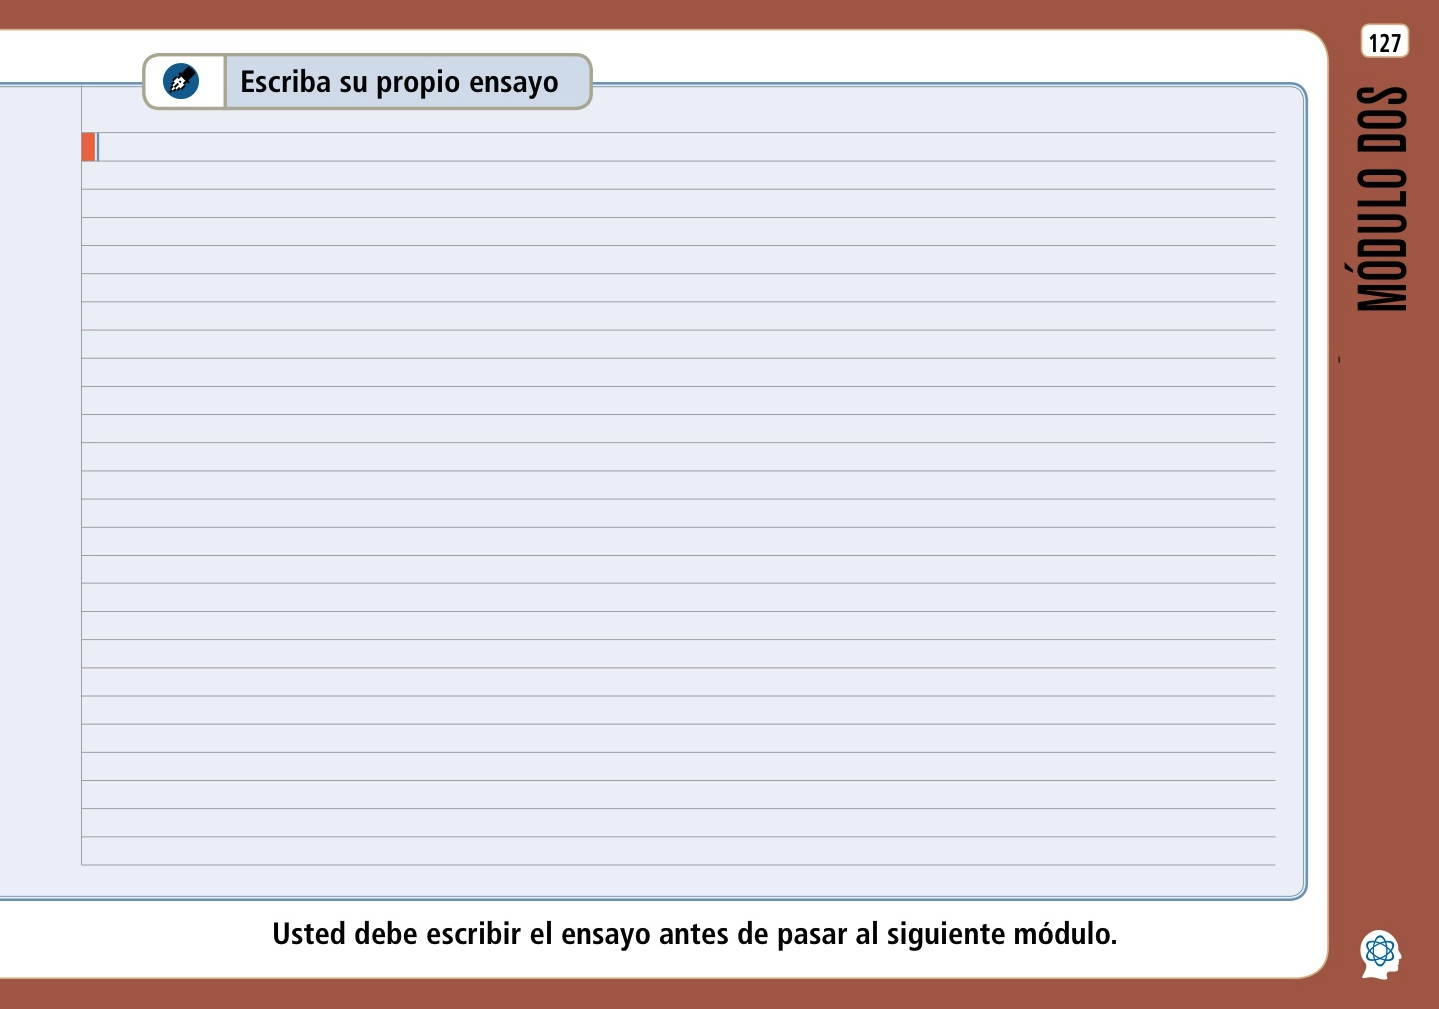 127
Escriba su propio ensayo
MÓDULO DOS
Usted debe escribir el ensayo antes de pasar al siguiente módulo.